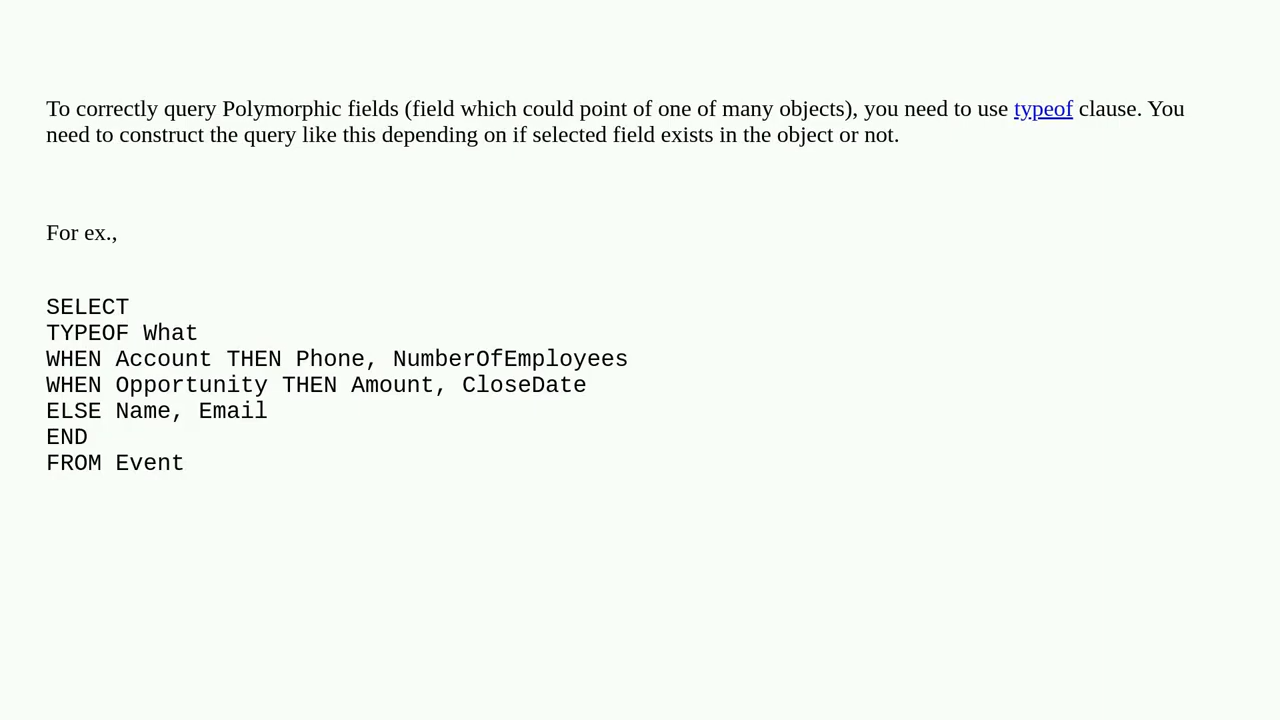 To correctly query Polymorphic fields (field which could point of one of many objects), you need to use typeof clause. You
need to construct the query like this depending on if selected field exists in the object or not.
For ex.,
SELECT
TYPEOF What
WHEN Account THEN Phone, NumberOfEmployees
WHEN Opportunity THEN Amount, CloseDate
ELSE Name, Email
END
FROM Event